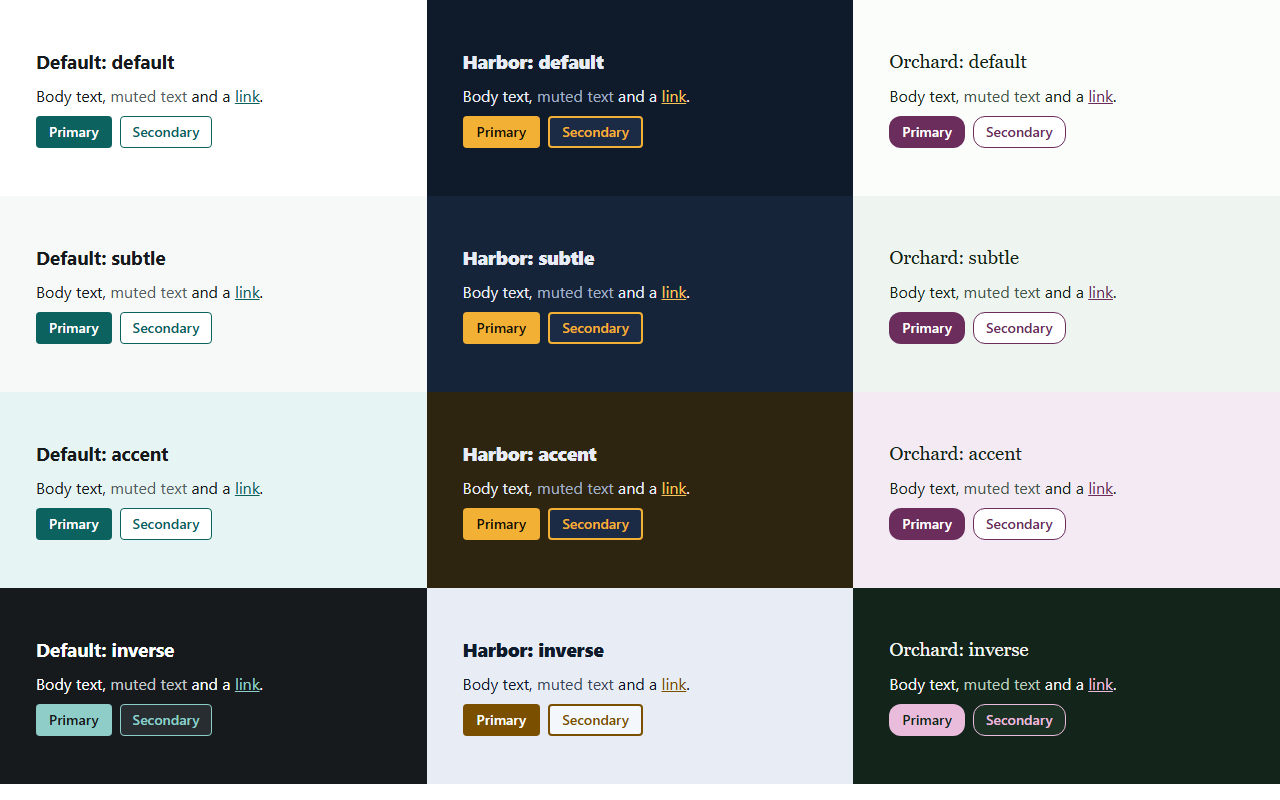 Default: default
Body text, muted text and a link.
Primary Secondary
Harbor: default
Body text, muted text and a link.
Primary Secondary
Orchard: default
Body text, muted text and a link.
Primary Secondary
Default: subtle
Body text, muted text and a link.
Primary Secondary
Harbor: subtle
Body text, muted text and a link.
Primary Secondary
Orchard: subtle
Body text, muted text and a link.
Primary Secondary
Default: accent
Body text, muted text and a link.
Primary Secondary
Harbor: accent
Body text, muted text and a link.
Primary Secondary
Orchard: accent
Body text, muted text and a link.
Primary Secondary
Default: inverse
Body text, muted text and a link.
Primary Secondary
Harbor: inverse
Body text, muted text and a link.
Primary Secondary
Orchard: inverse
Body text, muted text and a link.
Primary Secondary